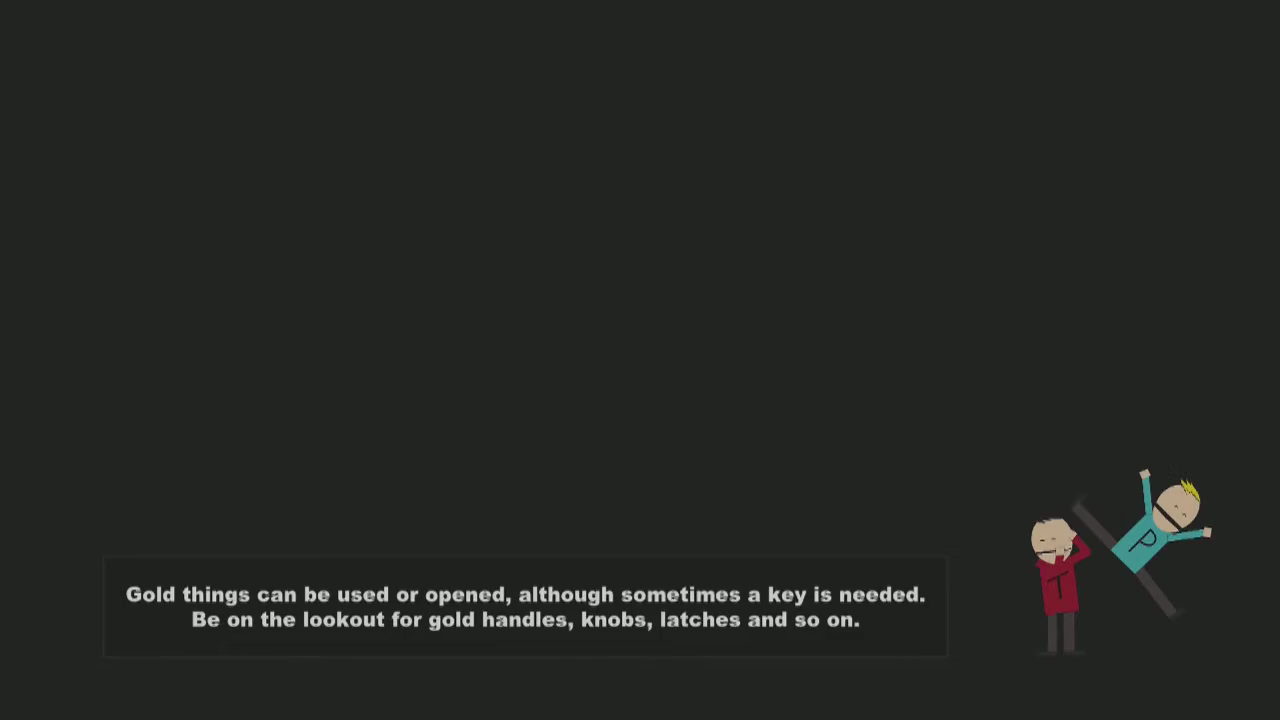 Gold things can be used or opened, although sometimes a key is needed.
Be on the lookout for gold handles, knobs, latches and so on.
T
P